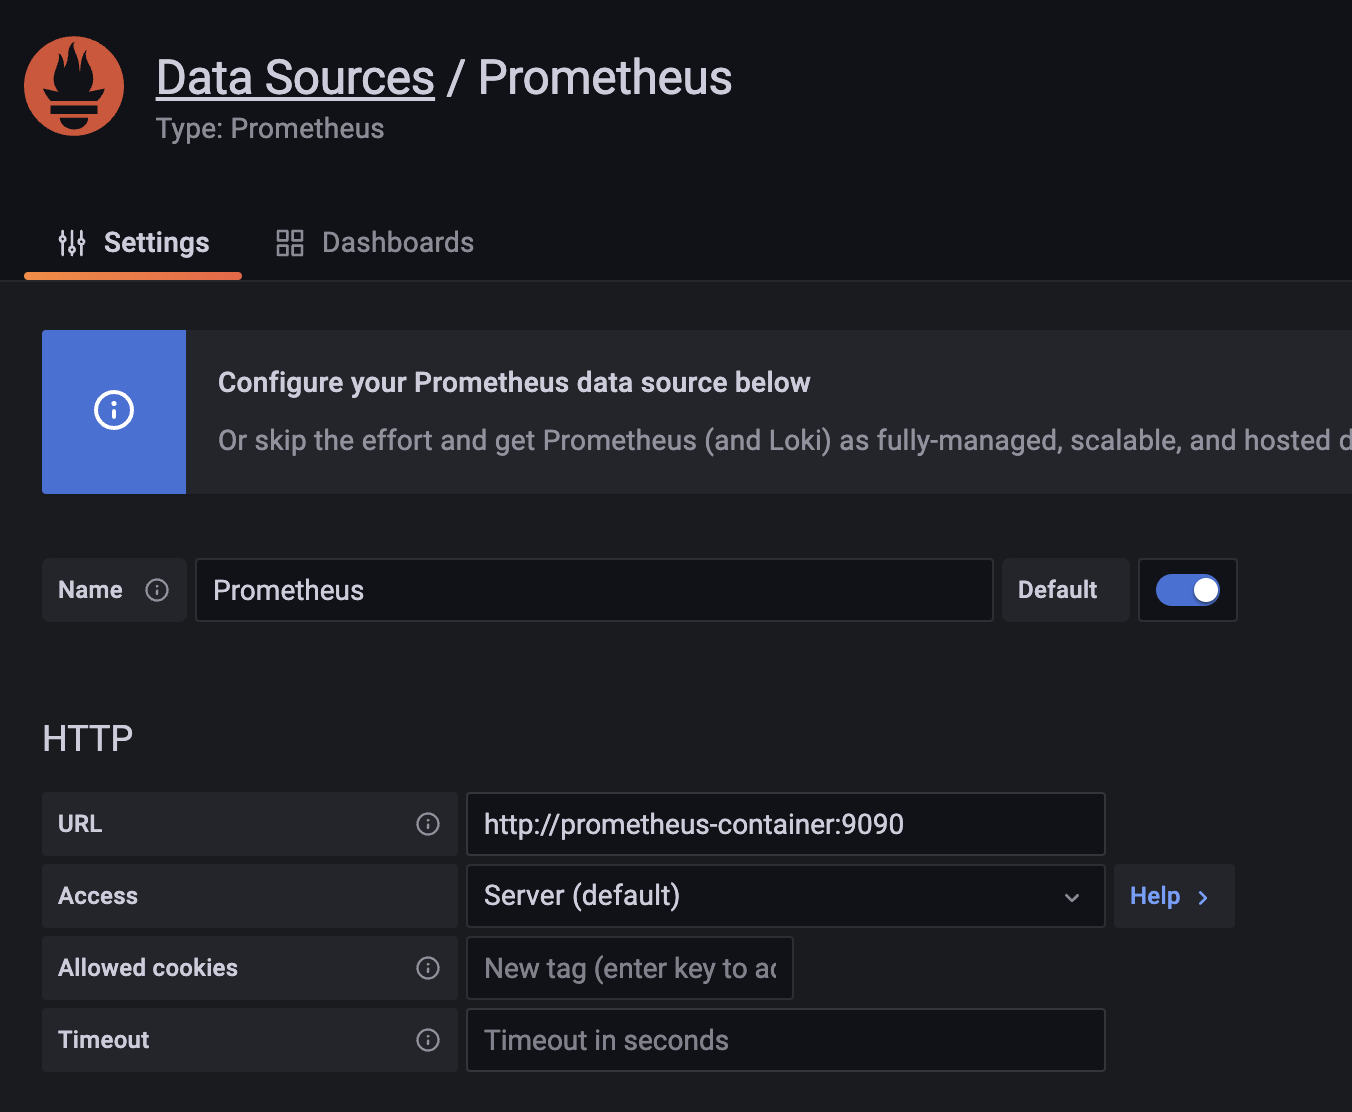 Data Sources / Prometheus
Type: Prometheus
Settings
Dashboards
Configure your Prometheus data source below
Or skip the effort and get Prometheus (and Loki) as fully-managed, scalable, and hosted
Name
Prometheus
Default
HTTP
URL
http://prometheus-container:9090
Access
Server (default)
Help
Allowed cookies
New tag (enter key to
Timeout
Timeout in seconds